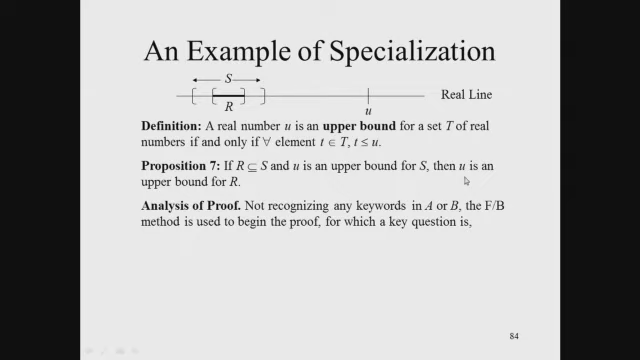 An Example of Specialization
S
R
u
Real Line
Definition: A real number u is an upper bound for a set T of real
numbers if and only if ∀ element t ∈ T, t ≤ u.
Proposition 7: If R ⊆ S and u is an upper bound for S, then u is an
upper bound for R.
Analysis of Proof. Not recognizing any keywords in A or B, the F/B
method is used to begin the proof, for which a key question is,
84